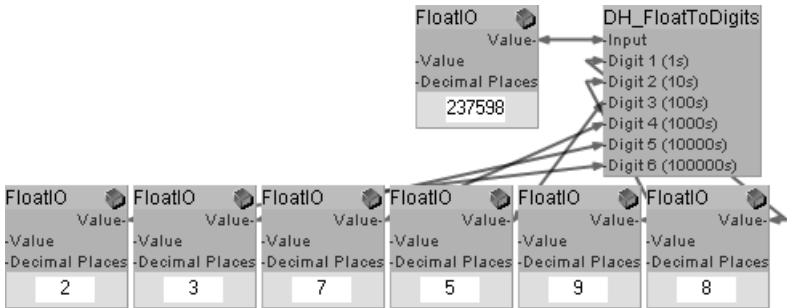 FloatIO
Value-
-Value
-Decimal Places
237598
DH_FloatToDigits
-Input
-Digit 1 (1s)
-Digit 2 (10s)
-Digit 3 (100s)
-Digit 4 (1000s)
-Digit 5 (10000s)
-Digit 6 (100000s)
FloatIO
Value-
-Value
-Decimal Places
2
FloatIO
Value-
-Value
-Decimal Places
3
FloatIO
Value-
-Value
-Decimal Places
7
FloatIO
Value-
-Value
-Decimal Places
5
FloatIO
Value-
-Value
-Decimal Places
9
FloatIO
Value-
-Value
-Decimal Places
8